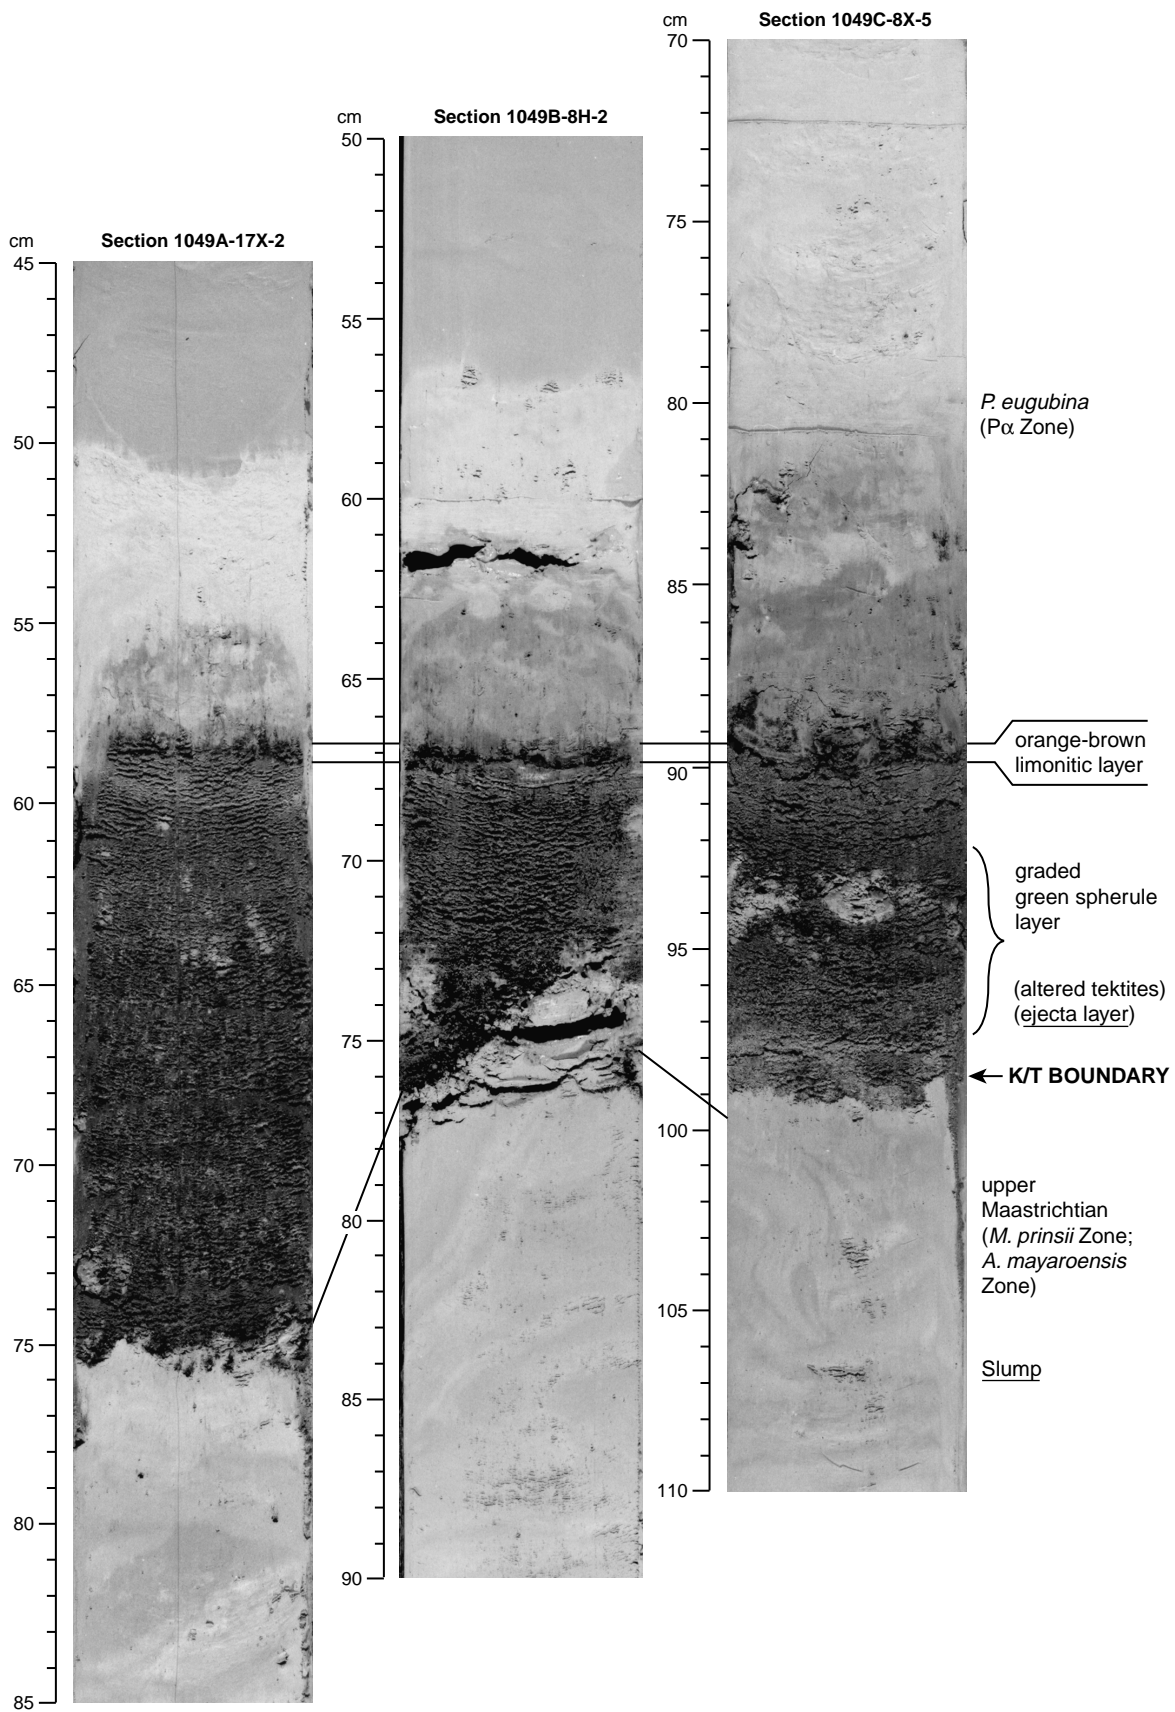 Section 1049A-17X-2
cm
45
50
55
60
65
70
75
80
85
Section 1049B-8H-2
cm
50
55
60
65
70
75
80
85
90
Section 1049C-8X-5
cm
70
75
80
85
90
95
100
105
110
P. eugubina
(Pα Zone)
orange-brown
limonitic layer
graded
green spherule
layer
(altered tektites)
(ejecta layer)
K/T BOUNDARY
upper
Maastrichtian
(M. prinsii Zone;
A. mayaroensis
Zone)
Slump